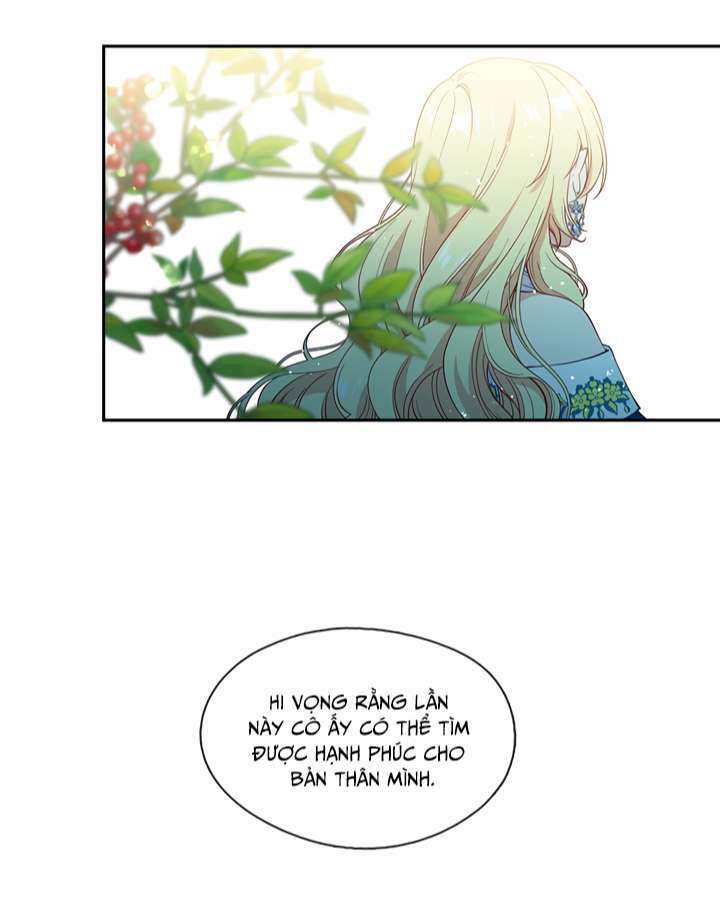 HI VỌNG RẰNG LẦN
NÀY CÔ ẤY CÓ THỂ TÌM
ĐƯỢC HẠNH PHÚC CHO
BẢN THÂN MÌNH.